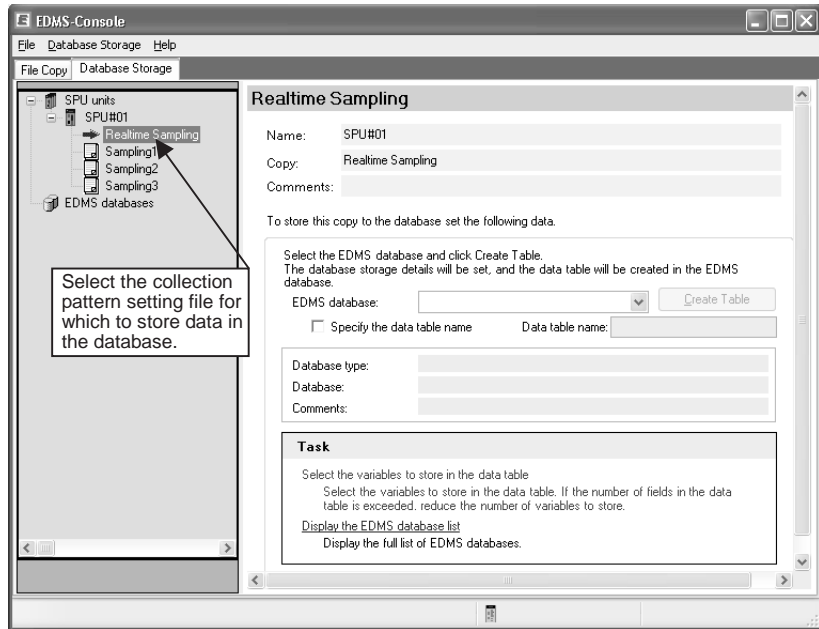 EDMS-Console
File Database Storage Help
File Copy Database Storage
SPU units
SPU#01
Realtime Sampling
Sampling1
Sampling2
Sampling3
EDMS databases
Select the collection
pattern setting file for
which to store data in
the database.
Realtime Sampling
Name: SPU#01
Copy: Realtime Sampling
Comments:
To store this copy to the database set the following data.
Select the EDMS database and click Create Table.
The database storage details will be set, and the data table will be created in the EDMS
database.
EDMS database: Create Table
Specify the data table name Data table name:
Database type:
Database:
Comments:
Task
Select the variables to store in the data table
Select the variables to store in the data table. If the number of fields in the data
table is exceeded. reduce the number of variables to store.
Display the EDMS database list
Display the full list of EDMS databases.